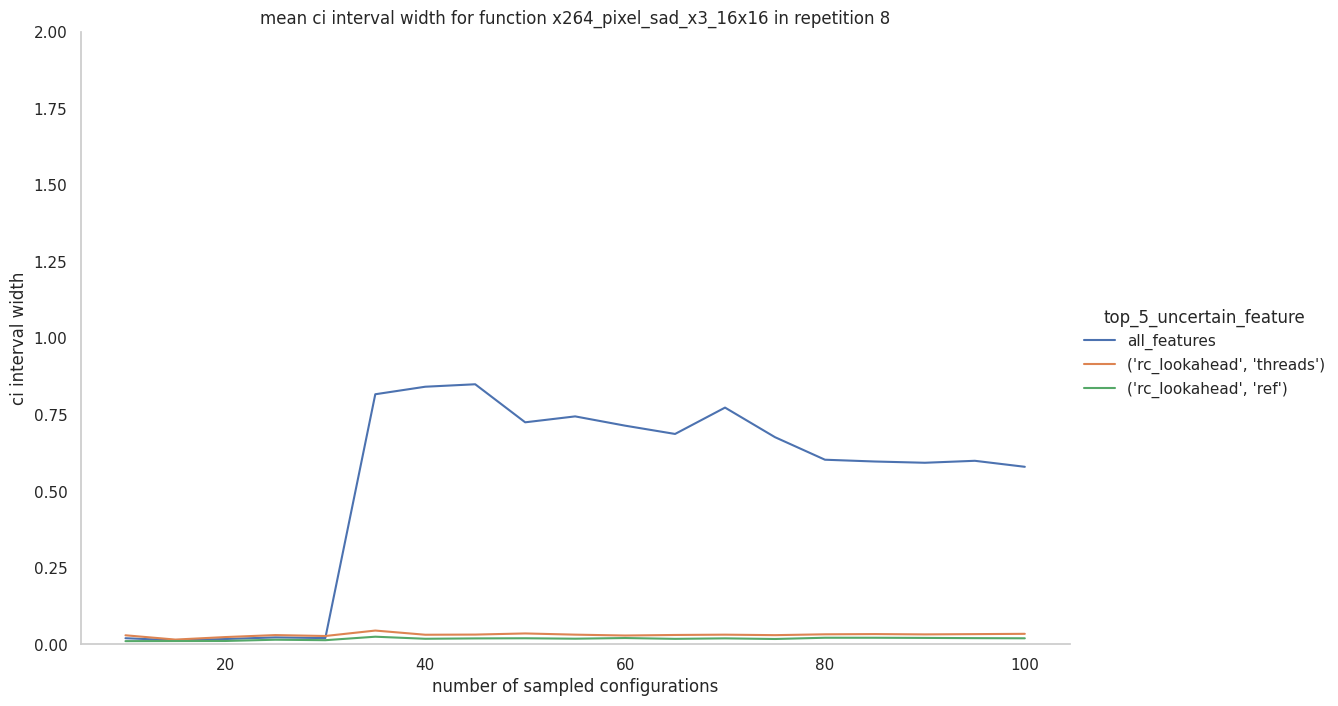 mean ci interval width for function x264_pixel_sad_x3_16x16 in repetition 8
2.00
1.75
1.50
1.25
1.00
0.75
0.50
0.25
0.00
ci interval width
20
40
60
80
100
number of sampled configurations
top_5_uncertain_feature
all_features
('rc_lookahead', 'threads')
('rc_lookahead', 'ref')